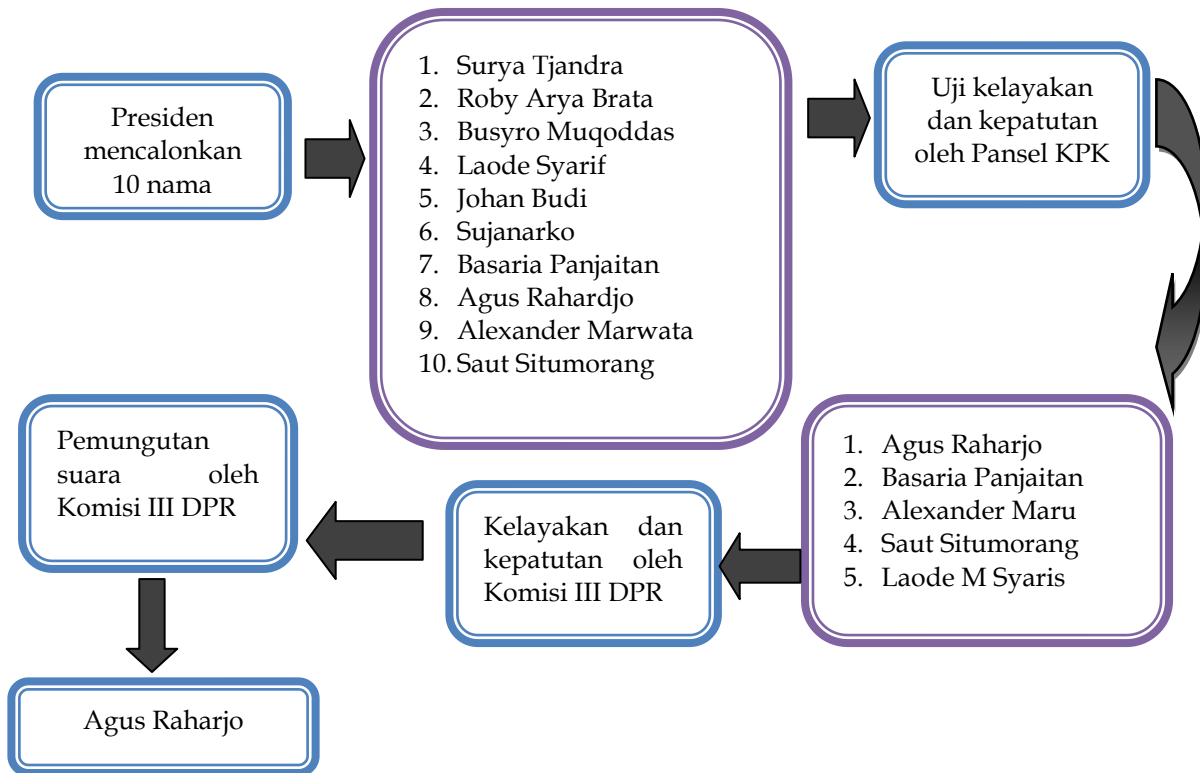 Presiden
mencalonkan
10 nama
1. Surya Tjandra
2. Roby Arya Brata
3. Busyro Muqoddas
4. Laode Syarif
5. Johan Budi
6. Sujanarko
7. Basaria Panjaitan
8. Agus Rahardjo
9. Alexander Marwata
10. Saut Situmorang
Uji kelayakan
dan kepatutan
oleh Pansel KPK
1. Agus Raharjo
2. Basaria Panjaitan
3. Alexander Maru
4. Saut Situmorang
5. Laode M Syaris
Kelayakan dan
kepatutan oleh
Komisi III DPR
Pemungutan
suara oleh
Komisi III DPR
Agus Raharjo